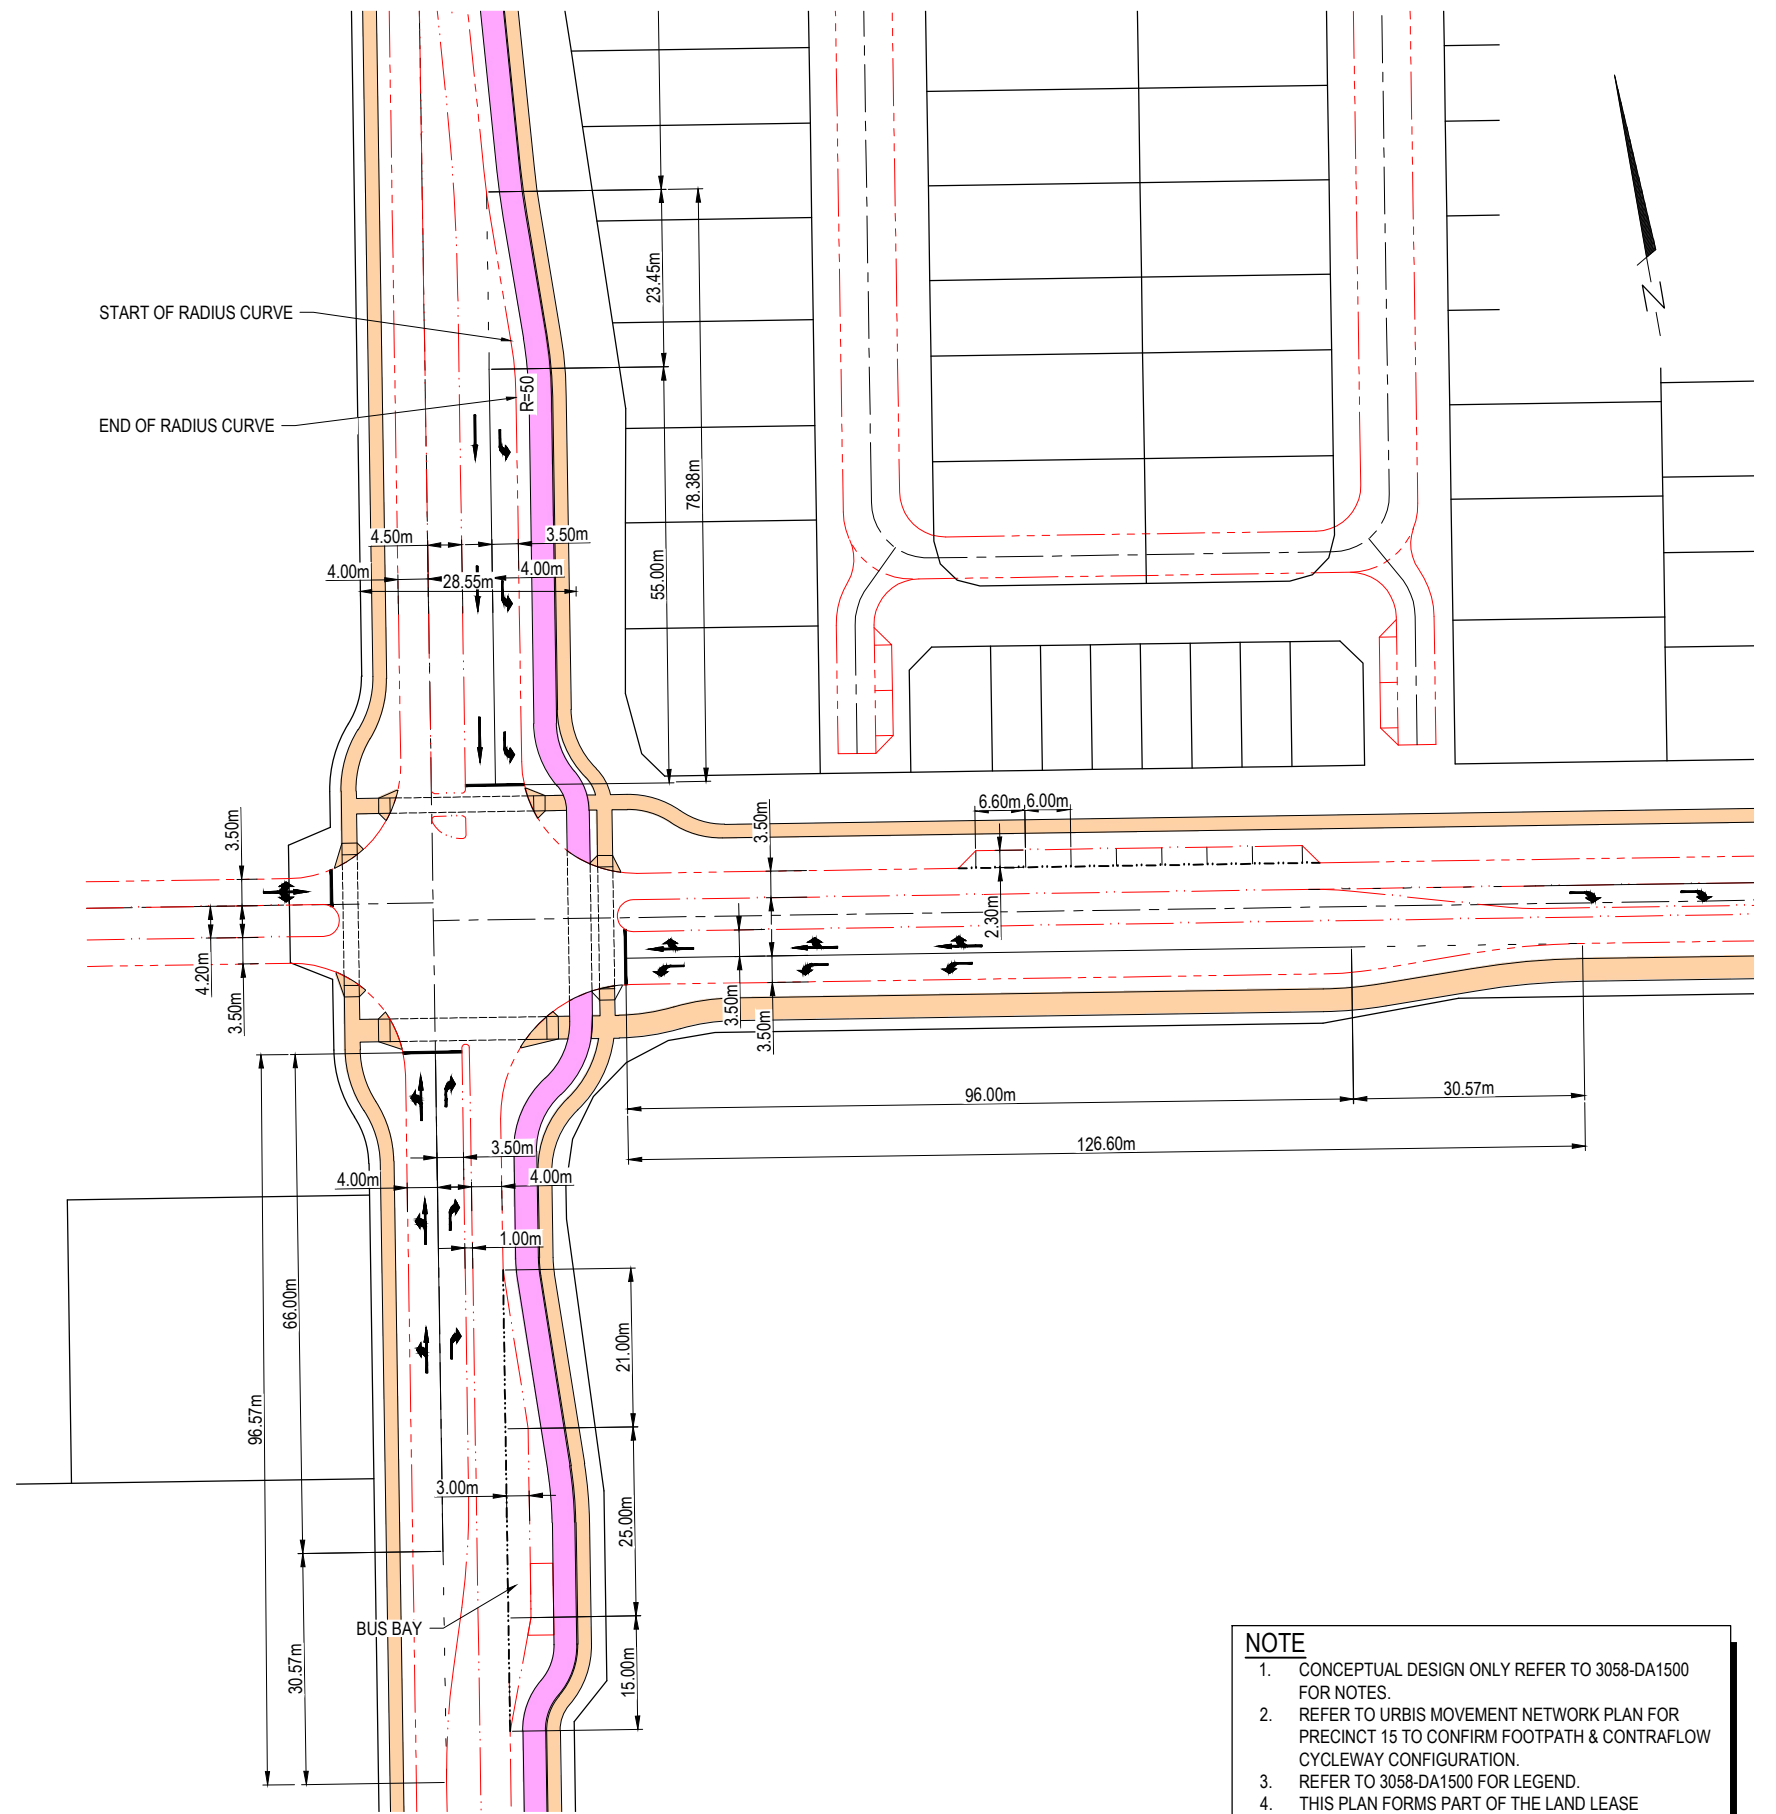 START OF RADIUS CURVE
END OF RADIUS CURVE
R=50
23.45m
78.38m
55.00m
4.50m
3.50m
4.00m
4.00m
28.55m
3.50m
4.20m
3.50m
3.50m
6.60m
6.00m
2.30m
3.50m
3.50m
96.00m
30.57m
126.60m
3.50m
4.00m
4.00m
1.00m
66.00m
96.57m
30.57m
21.00m
3.00m
25.00m
BUS BAY
15.00m
N
NOTE
1. CONCEPTUAL DESIGN ONLY REFER TO 3058-DA1500
FOR NOTES.
2. REFER TO URBIS MOVEMENT NETWORK PLAN FOR
PRECINCT 15 TO CONFIRM FOOTPATH & CONTRAFLOW
CYCLEWAY CONFIGURATION.
3. REFER TO 3058-DA1500 FOR LEGEND.
4. THIS PLAN FORMS PART OF THE LAND LEASE